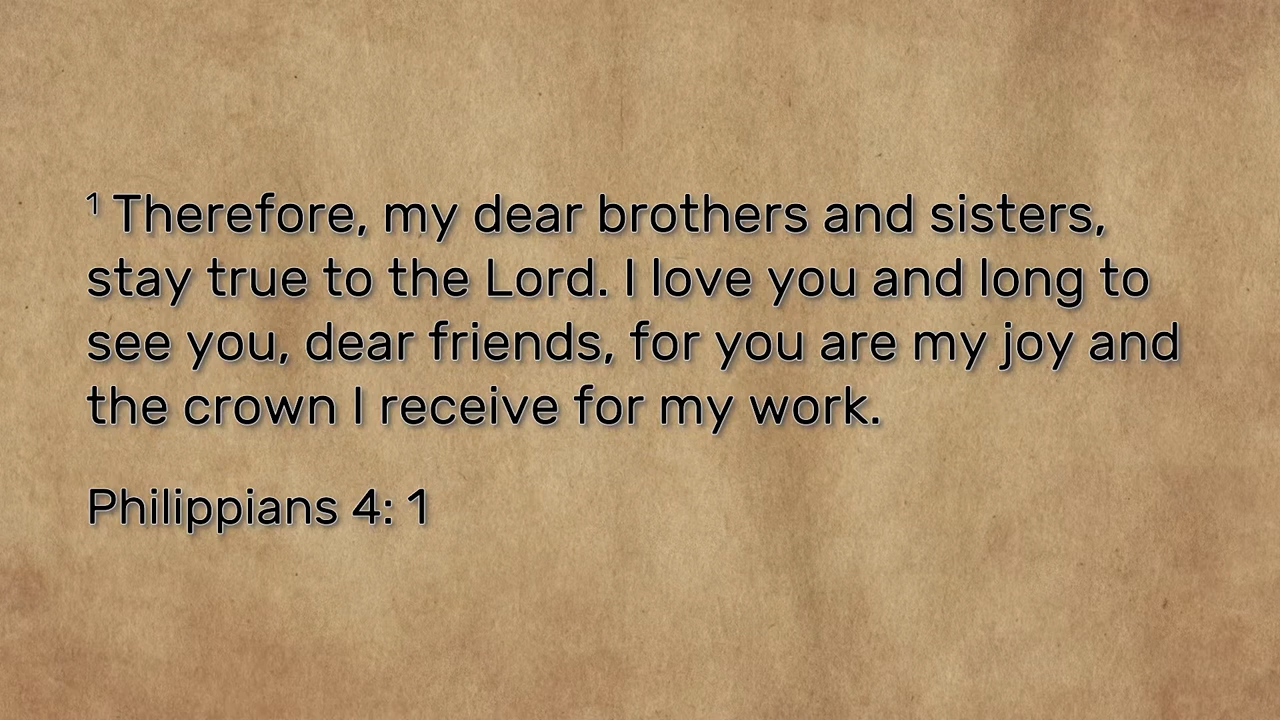 ¹ Therefore, my dear brothers and sisters,
stay true to the Lord. I love you and long to
see you, dear friends, for you are my joy and
the crown I receive for my work.
Philippians 4: 1